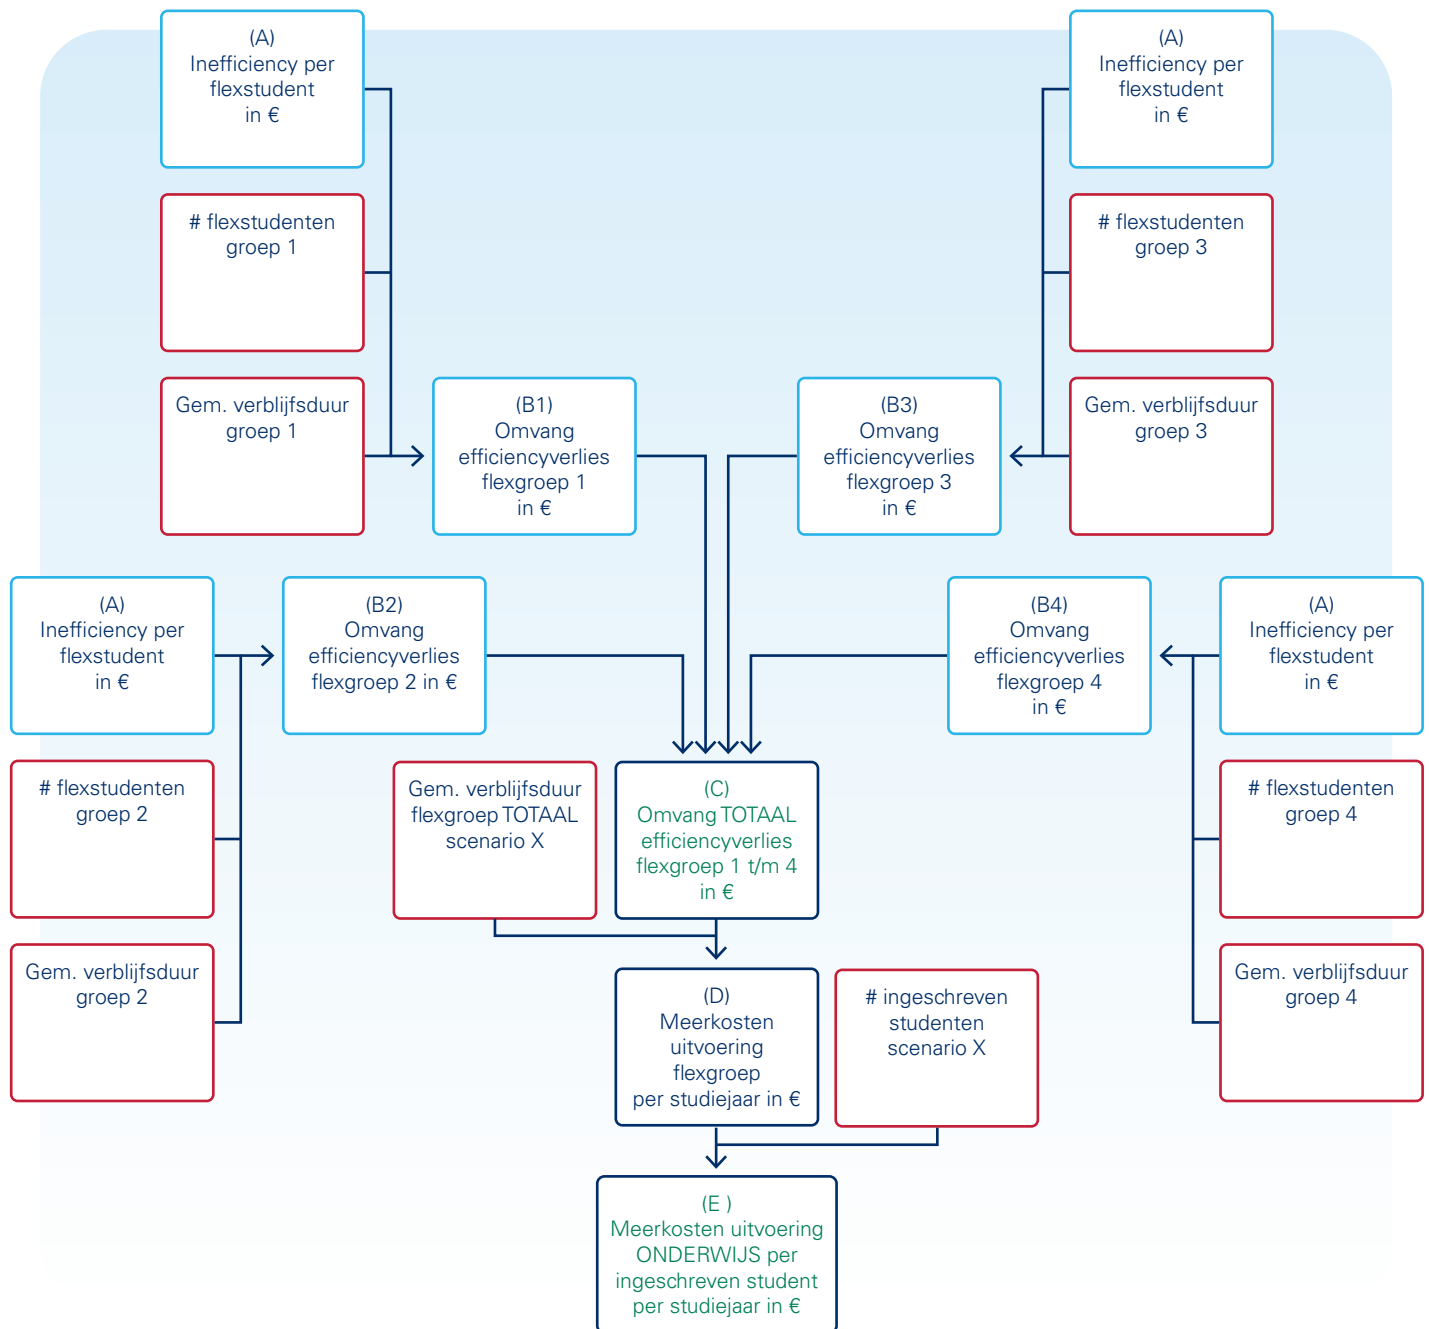 (A)
Inefficiency per
flexstudent
in €
(A)
Inefficiency per
flexstudent
in €
# flexstudenten
groep 1
# flexstudenten
groep 3
Gem. verblijfsduur
groep 1
(B1)
Omvang
efficiencyverlies
flexgroep 1
in €
(B3)
Omvang
efficiencyverlies
flexgroep 3
in €
Gem. verblijfsduur
groep 3
(A)
Inefficiency per
flexstudent
in €
(B2)
Omvang
efficiencyverlies
flexgroep 2 in €
(B4)
Omvang
efficiencyverlies
flexgroep 4
in €
(A)
Inefficiency per
flexstudent
in €
# flexstudenten
groep 2
Gem. verblijfsduur
flexgroep TOTAAL
scenario X
(C)
Omvang TOTAAL
efficiencyverlies
flexgroep 1 t/m 4
in €
# flexstudenten
groep 4
Gem. verblijfsduur
groep 2
(D)
Meerkosten
uitvoering
flexgroep
per studiejaar in €
# ingeschreven
studenten
scenario X
Gem. verblijfsduur
groep 4
(E )
Meerkosten uitvoering
ONDERWIJS per
ingeschreven student
per studiejaar in €